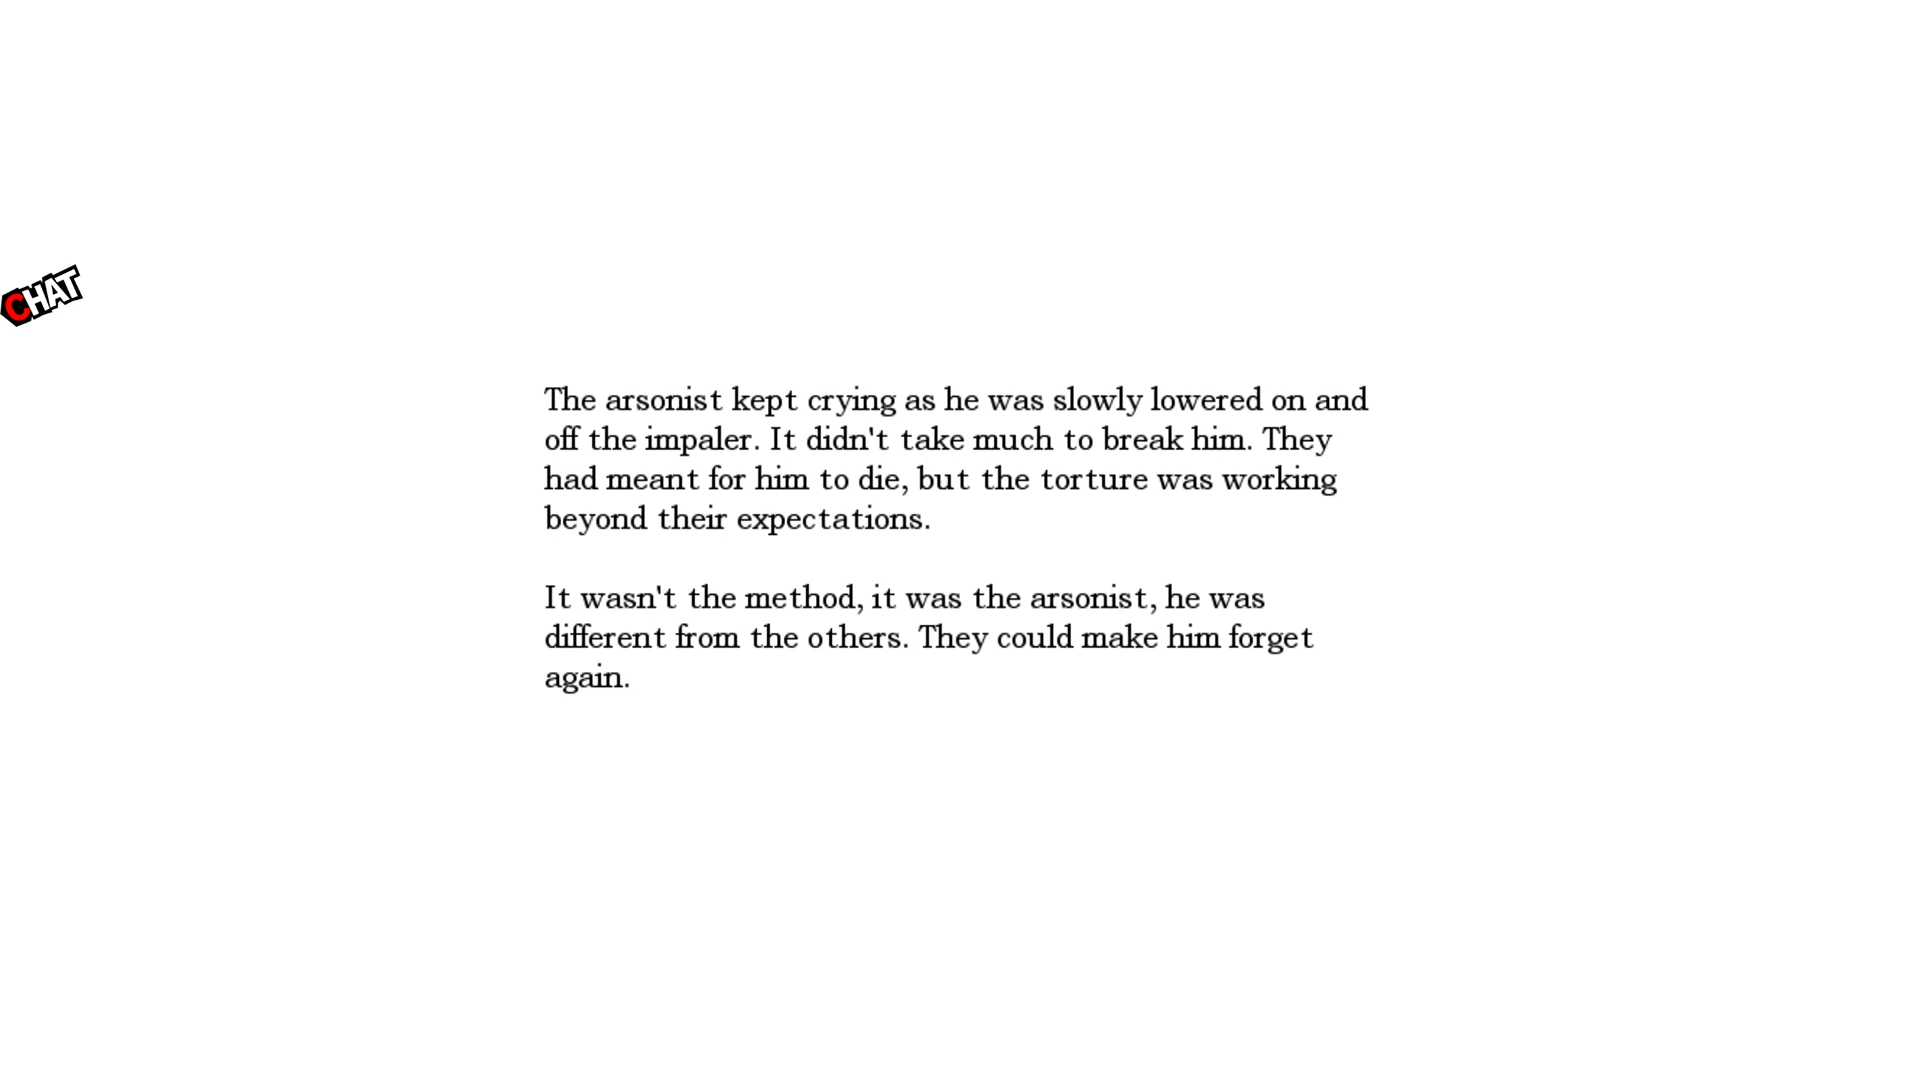 CHAT
The arsonist kept crying as he was slowly lowered on and
off the impaler. It didn't take much to break him. They
had meant for him to die, but the torture was working
beyond their expectations.
It wasn't the method, it was the arsonist, he was
different from the others. They could make him forget
again.